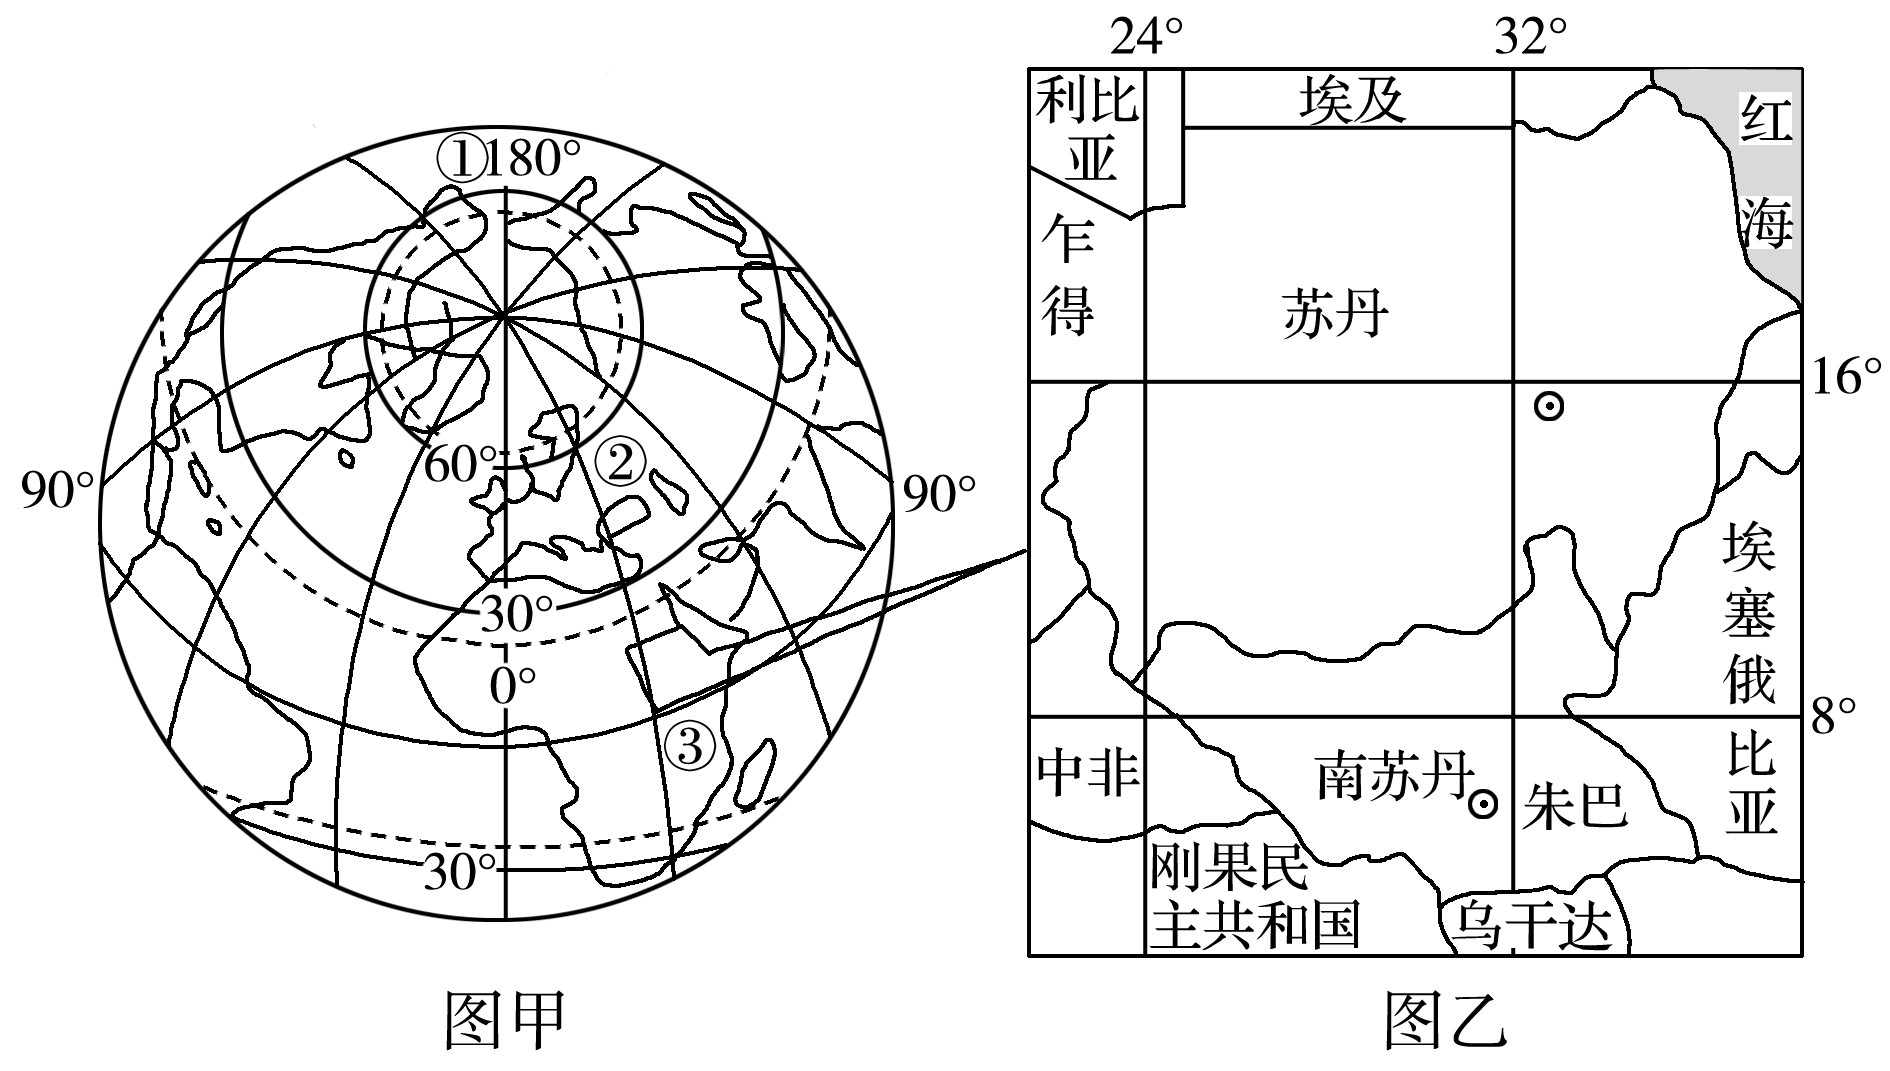 ①180°
90°
60°
②
90°
30°
0°
③
30°
图甲
24°
32°
利比
亚
埃及
红
海
乍
得
苏丹
16°
埃
塞
俄
比
亚
8°
中非
南苏丹
朱巴
刚果民
主共和国
乌干达
图乙